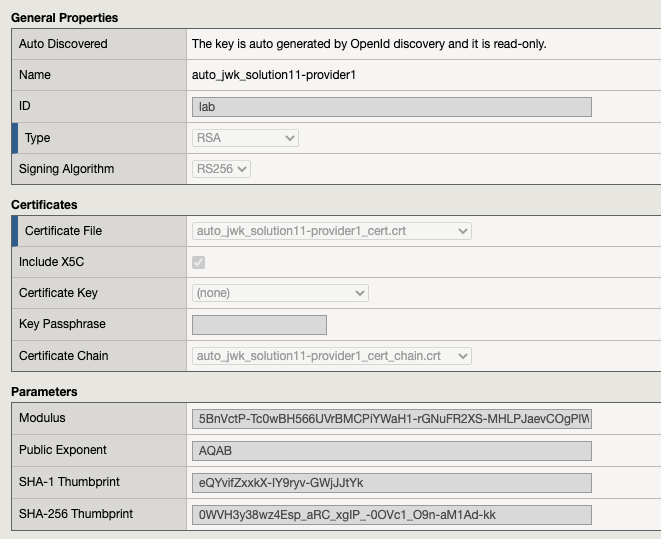 General Properties
Auto Discovered The key is auto generated by OpenId discovery and it is read-only.
Name auto_jwk_solution11-provider1
ID lab
Type RSA
Signing Algorithm RS256
Certificates
Certificate File auto_jwk_solution11-provider1_cert.crt
Include X5C
Certificate Key (none)
Key Passphrase
Certificate Chain auto_jwk_solution11-provider1_cert_chain.crt
Parameters
Modulus 5BnVctP-Tc0wBH566UVrBMCPiYWaH1-rGNuFR2XS-MHLPJaevCOgPlW
Public Exponent AQAB
SHA-1 Thumbprint eQYvifZxxkX-IY9ryv-GWjJJtYk
SHA-256 Thumbprint 0WVH3y38wz4Esp_aRC_xgIP_-0OVc1_O9n-aM1Ad-kk